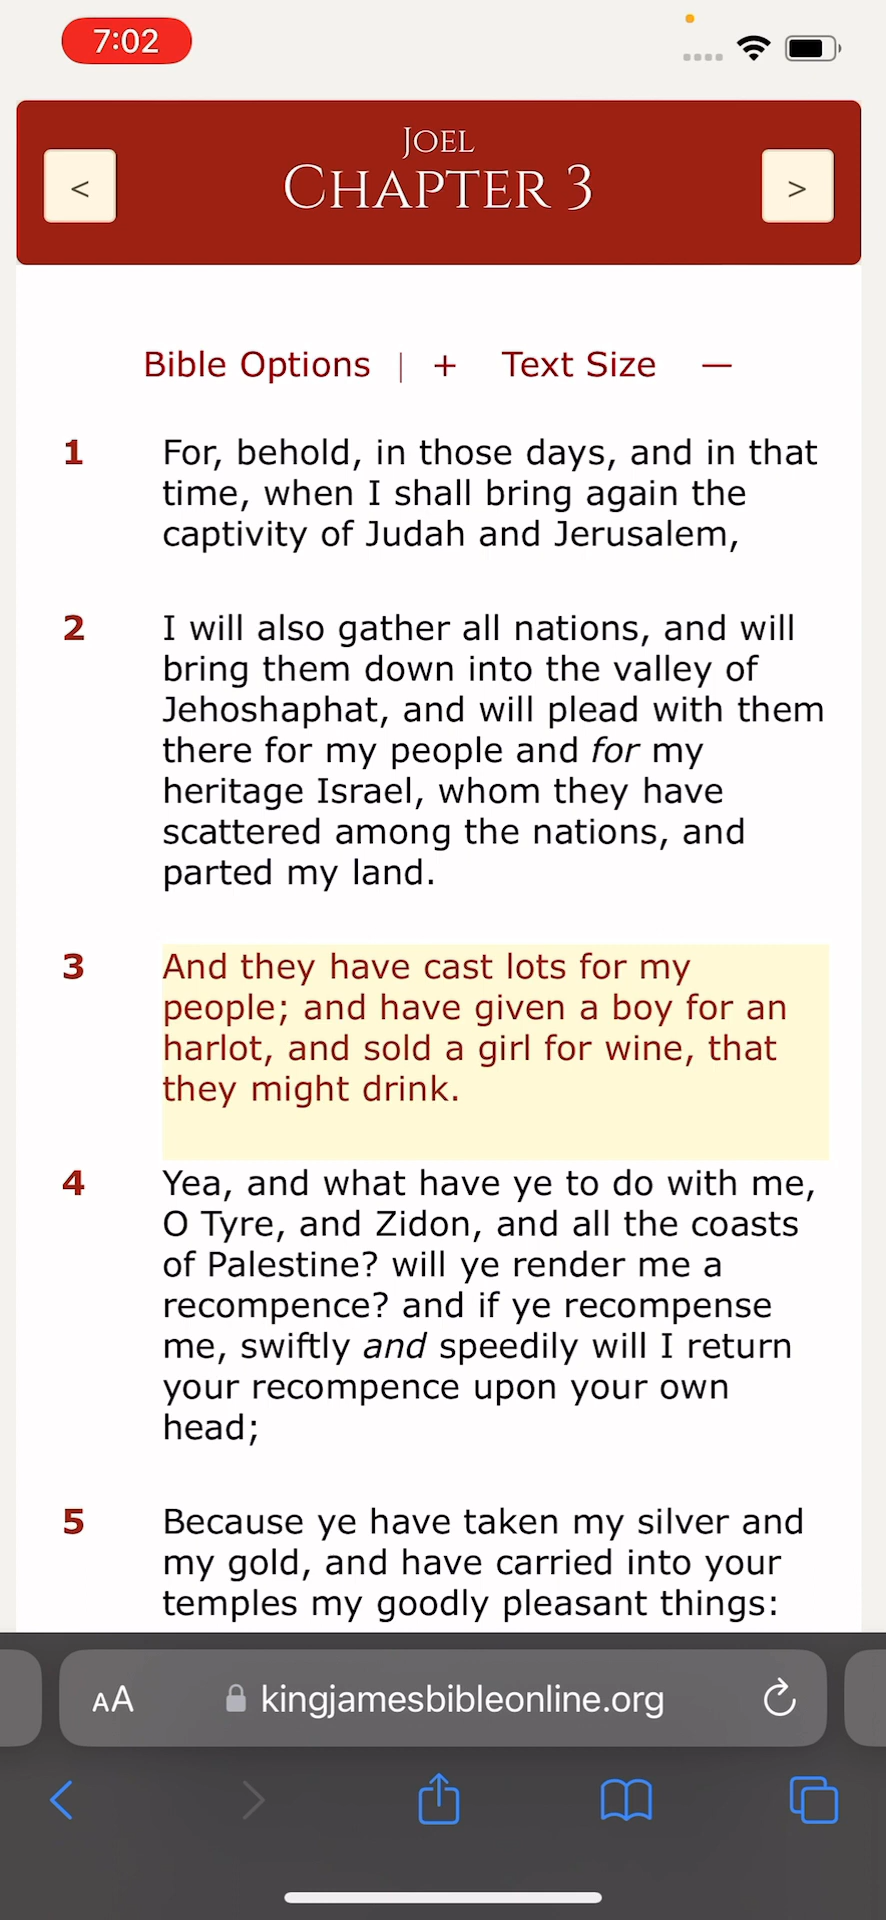 7:02
JOEL
CHAPTER 3
<
>
Bible Options | + Text Size —
1 For, behold, in those days, and in that
time, when I shall bring again the
captivity of Judah and Jerusalem,
2 I will also gather all nations, and will
bring them down into the valley of
Jehoshaphat, and will plead with them
there for my people and for my
heritage Israel, whom they have
scattered among the nations, and
parted my land.
3 And they have cast lots for my
people; and have given a boy for an
harlot, and sold a girl for wine, that
they might drink.
4 Yea, and what have ye to do with me,
O Tyre, and Zidon, and all the coasts
of Palestine? will ye render me a
recompence? and if ye recompense
me, swiftly and speedily will I return
your recompence upon your own
head;
5 Because ye have taken my silver and
my gold, and have carried into your
temples my goodly pleasant things:
AA kingjamesbibleonline.org